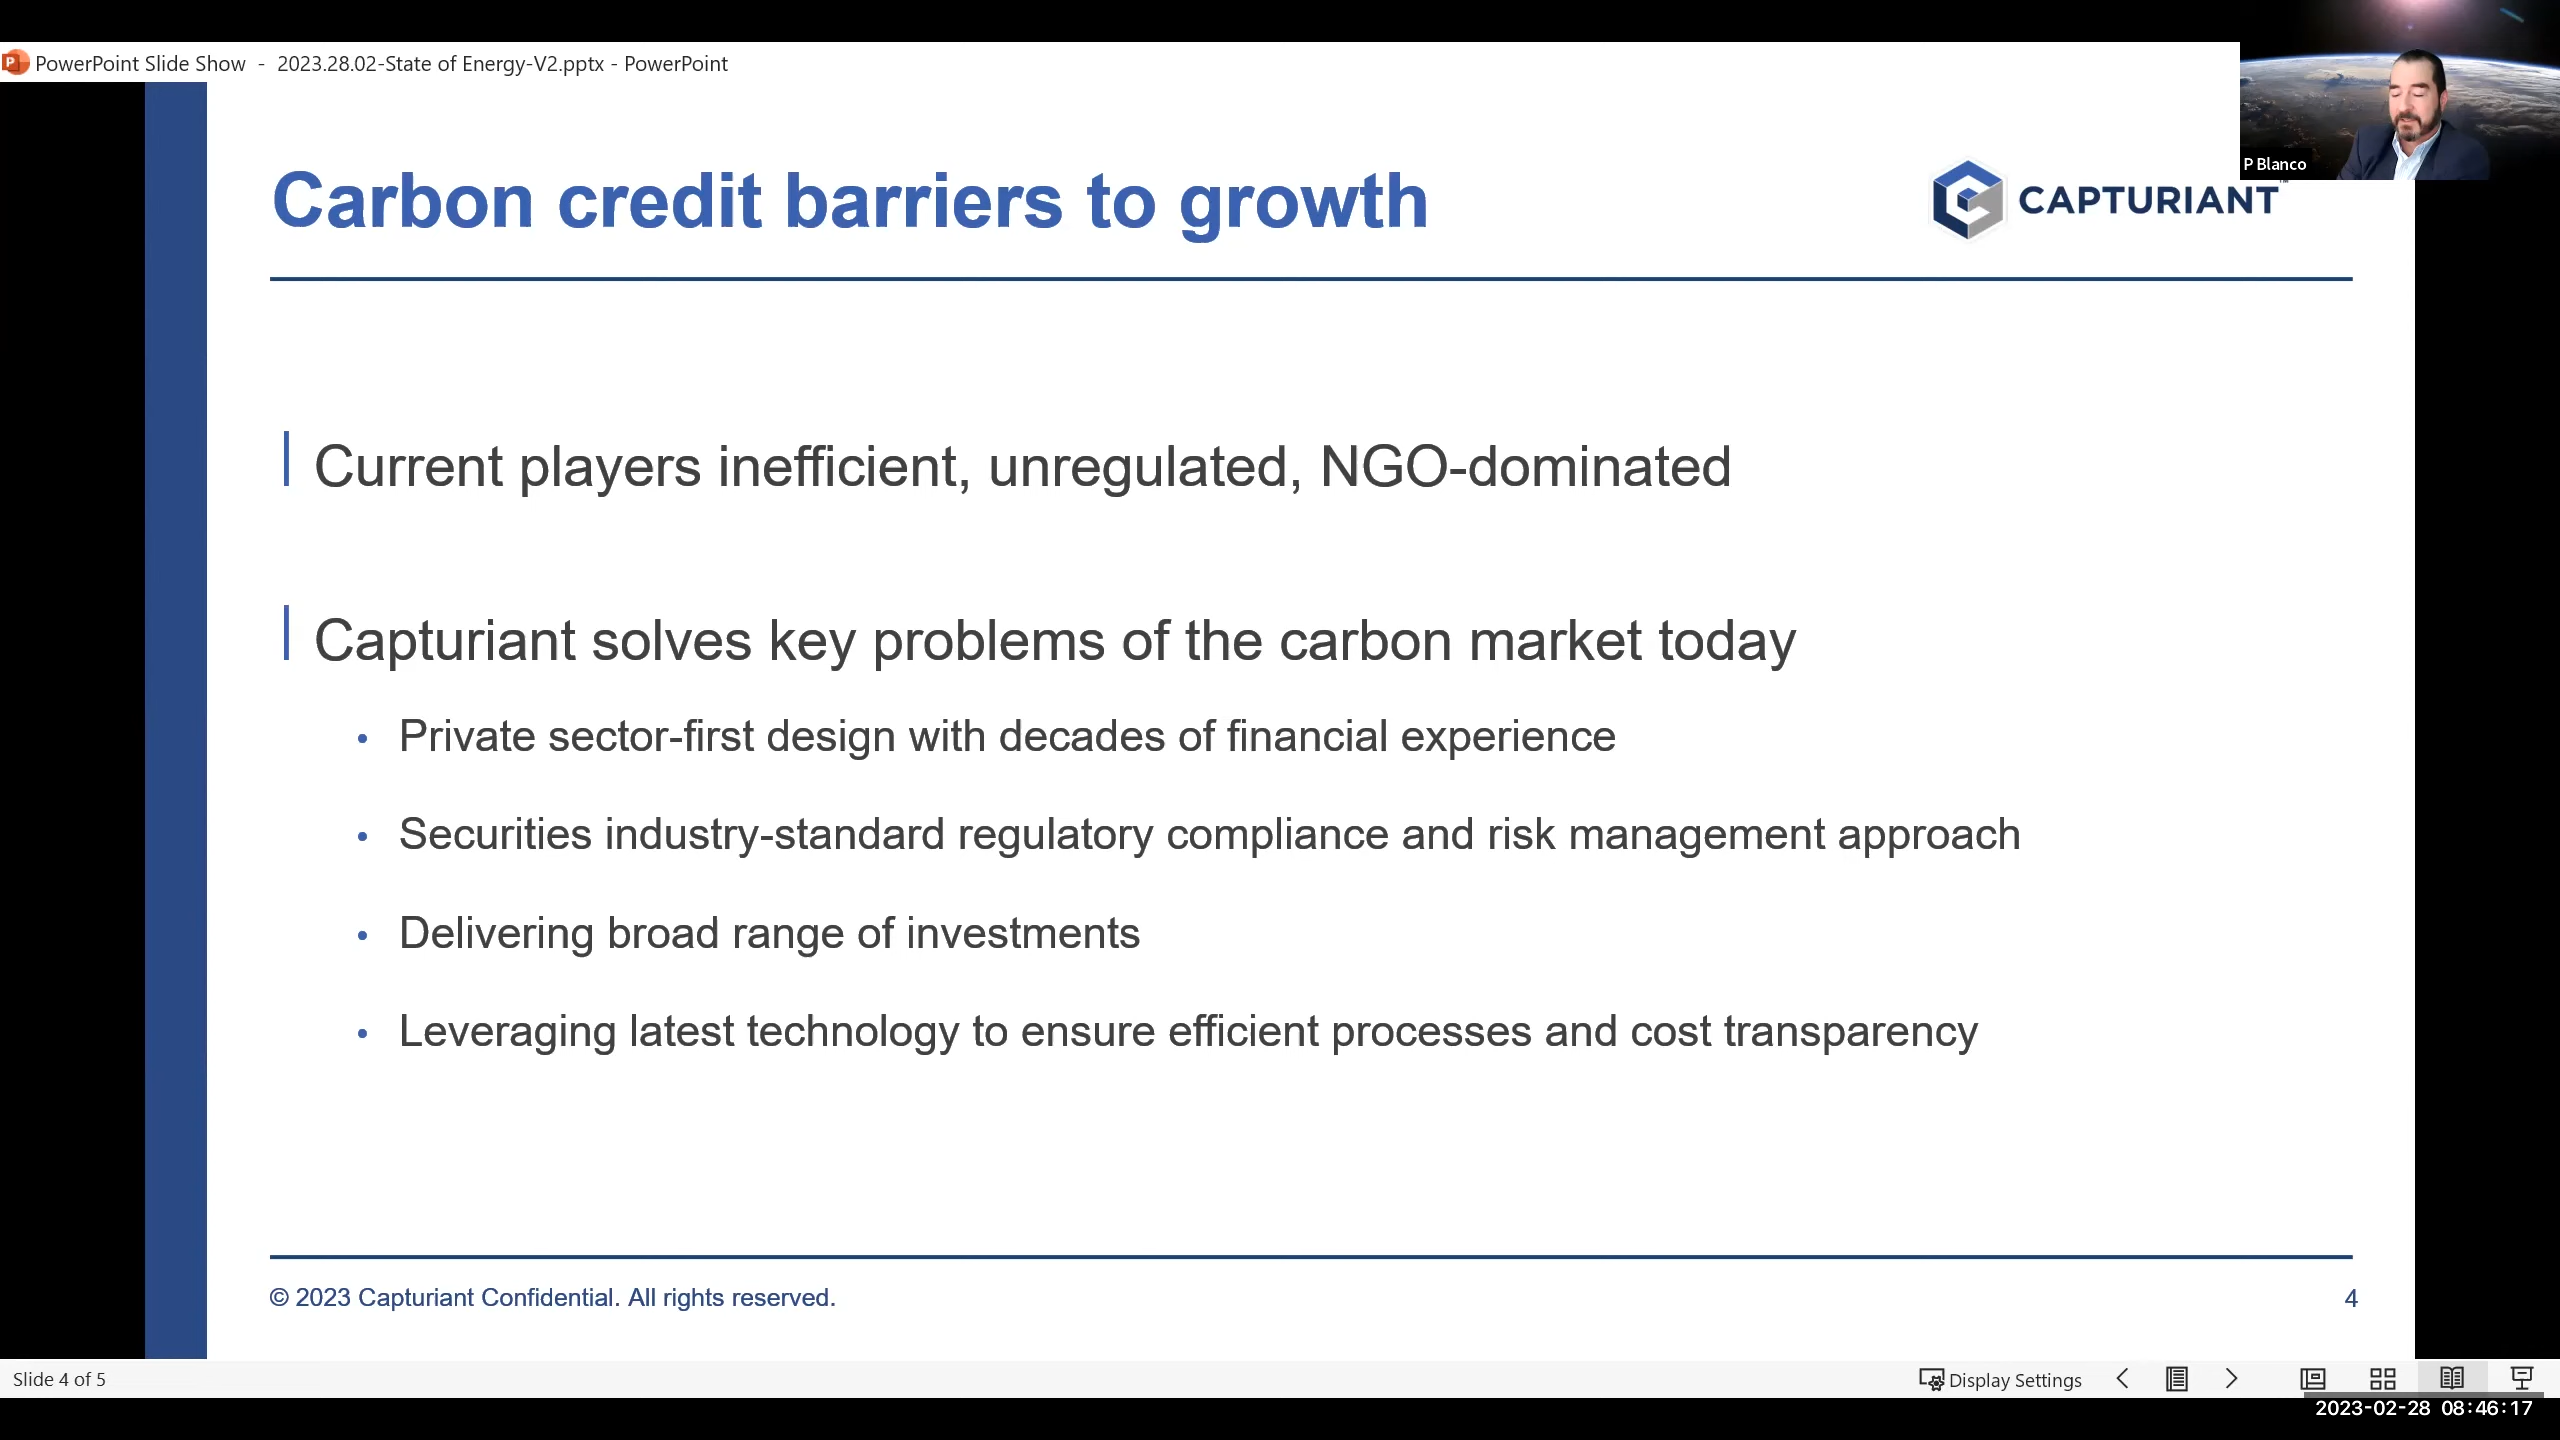 PowerPoint Slide Show - 2023.28.02-State of Energy-V2.pptx - PowerPoint
P Blanco
Carbon credit barriers to growth
CAPTURIANT™
Current players inefficient, unregulated, NGO-dominated
Capturiant solves key problems of the carbon market today
• Private sector-first design with decades of financial experience
• Securities industry-standard regulatory compliance and risk management approach
• Delivering broad range of investments
• Leveraging latest technology to ensure efficient processes and cost transparency
© 2023 Capturiant Confidential. All rights reserved.
4
Slide 4 of 5
Display Settings
2023-02-28 08:46:17